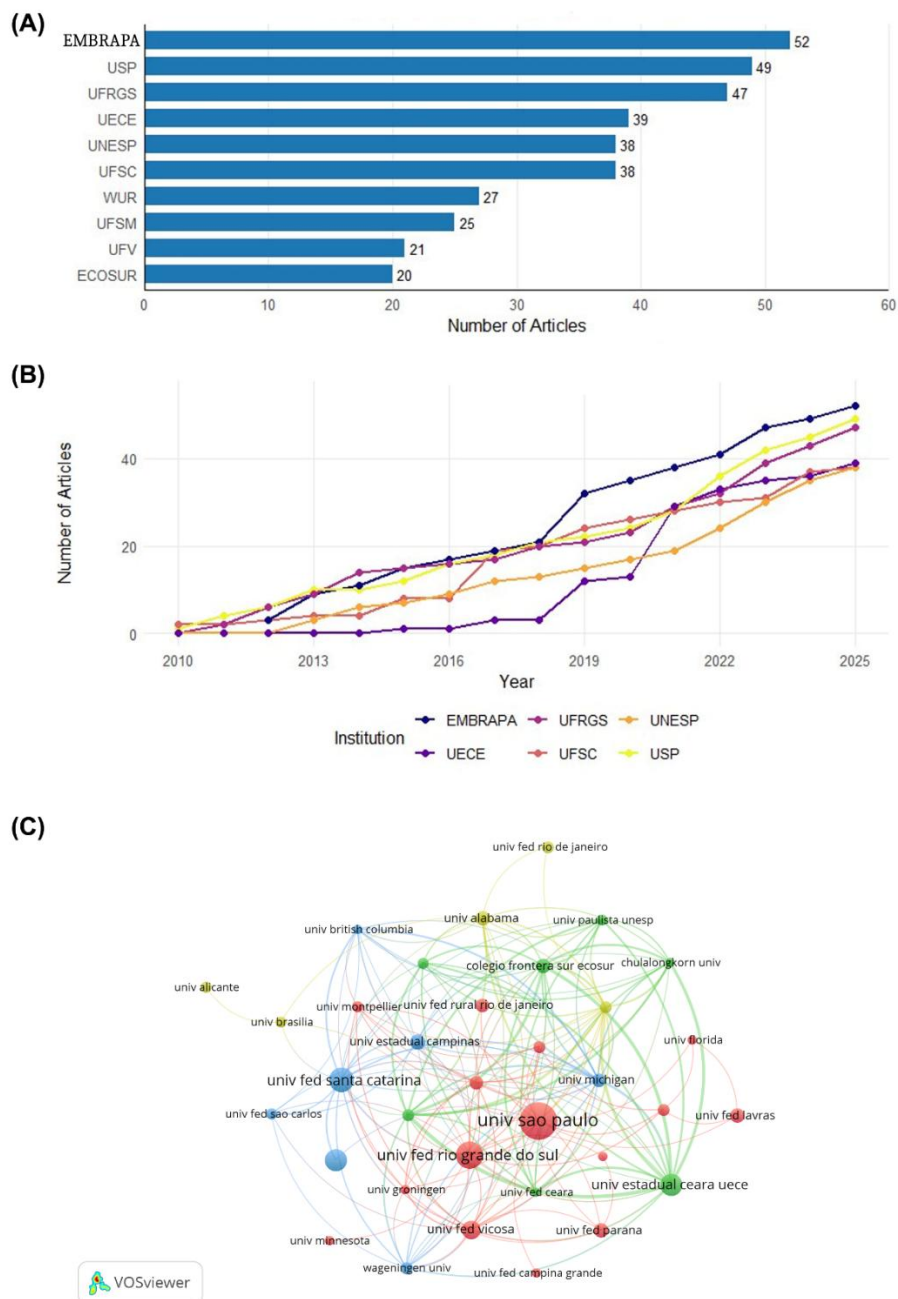 (A)
EMBRAPA 52
USP 49
UFRGS 47
UECE 39
UNESP 38
UFSC 38
WUR 27
UFSM 25
UFV 21
ECOSUR 20
0 10 20 30 40 50 60
Number of Articles
(B)
Number of Articles
40
20
0
2010 2013 2016 2019 2022 2025
Year
Institution
EMBRAPA UFRGS UNESP
UECE UFSC USP
(C)
univ fed rio de janeiro
univ alabama
univ paulista unesp
univ british columbia
colegio frontera sur ecosur
chulalongkorn univ
univ alicante
univ montpellier
univ fed rural rio de janeiro
univ brasilia
univ estadual campinas
univ florida
univ fed santa catarina
univ michigan
univ fed sao carlos
univ sao paulo
univ fed lavras
univ fed rio grande do sul
univ estadual ceara uece
univ groningen
univ fed ceara
univ fed vicosa
univ fed parana
univ minnesota
wageningen univ
univ fed campina grande
VOSviewer